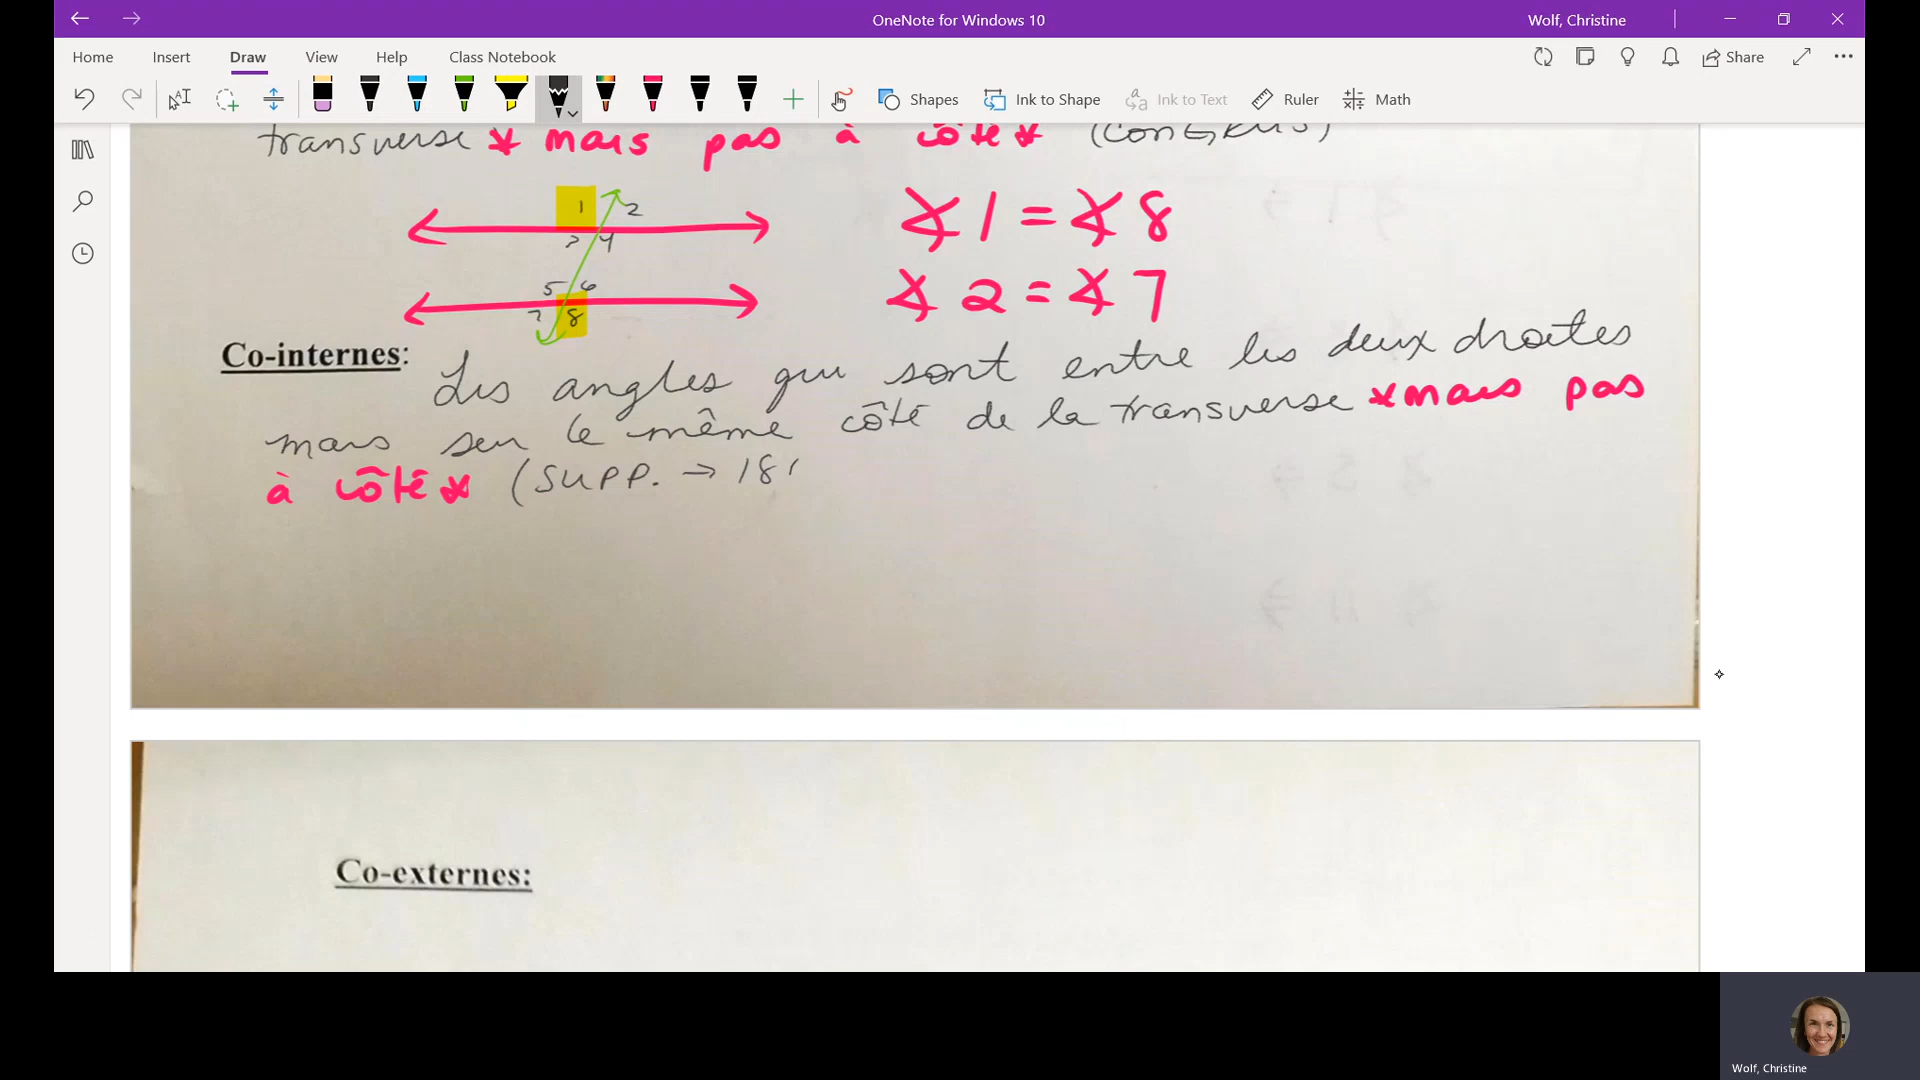 OneNote for Windows 10
Wolf, Christine
Home Insert Draw View Help Class Notebook
Share
Shapes Ink to Shape Ink to Text Ruler Math
transverse * mais pas à côté * (congrus)
1 2
3 4
5 6
7 8
∡ 1 = ∡ 8
∡ 2 = ∡ 7
Co-internes: Les angles qui sont entre les deux droites
mais sur le même côté de la transverse *mais pas
à côté* (SUPP. → 18
Co-externes:
Wolf, Christine